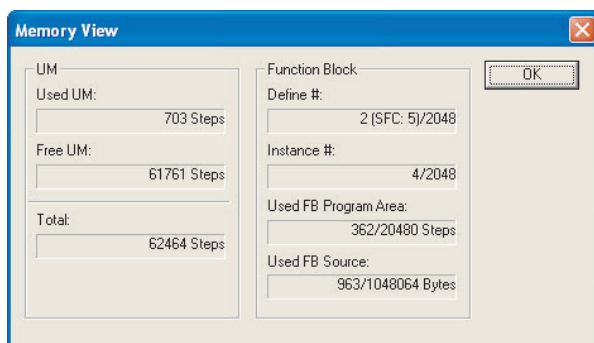 Memory View
UM
Used UM:
703 Steps
Free UM:
61761 Steps
Total:
62464 Steps
Function Block
Define #:
2 (SFC: 5)/2048
Instance #:
4/2048
Used FB Program Area:
362/20480 Steps
Used FB Source:
963/1048064 Bytes
OK